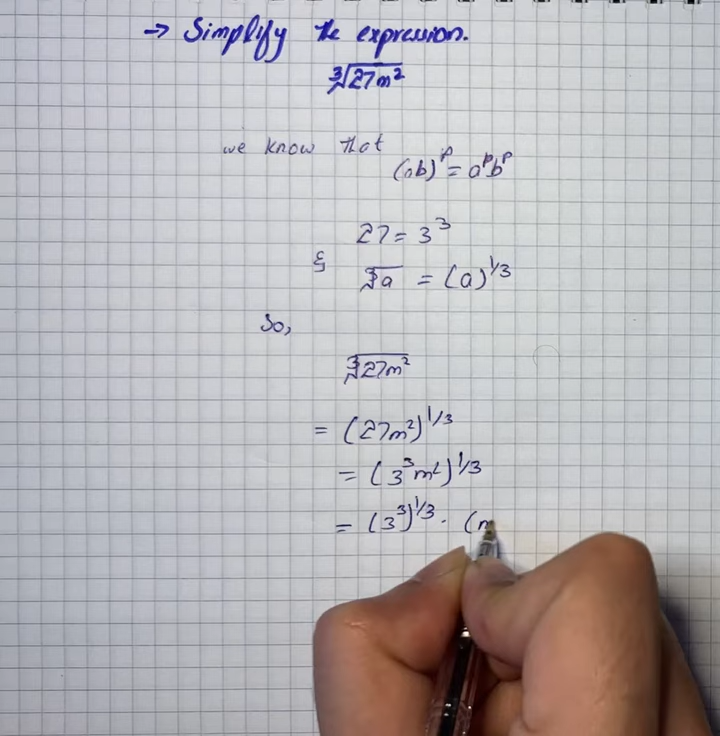 → Simplify the expression.
∛27m²
we know that
(ab)ᵖ = aᵖbᵖ
27 = 3³
&
∛a = (a)^1/3
So,
∛27m²
= (27m²)^1/3
= (3³m²)^1/3
= (3³)^1/3 · (m